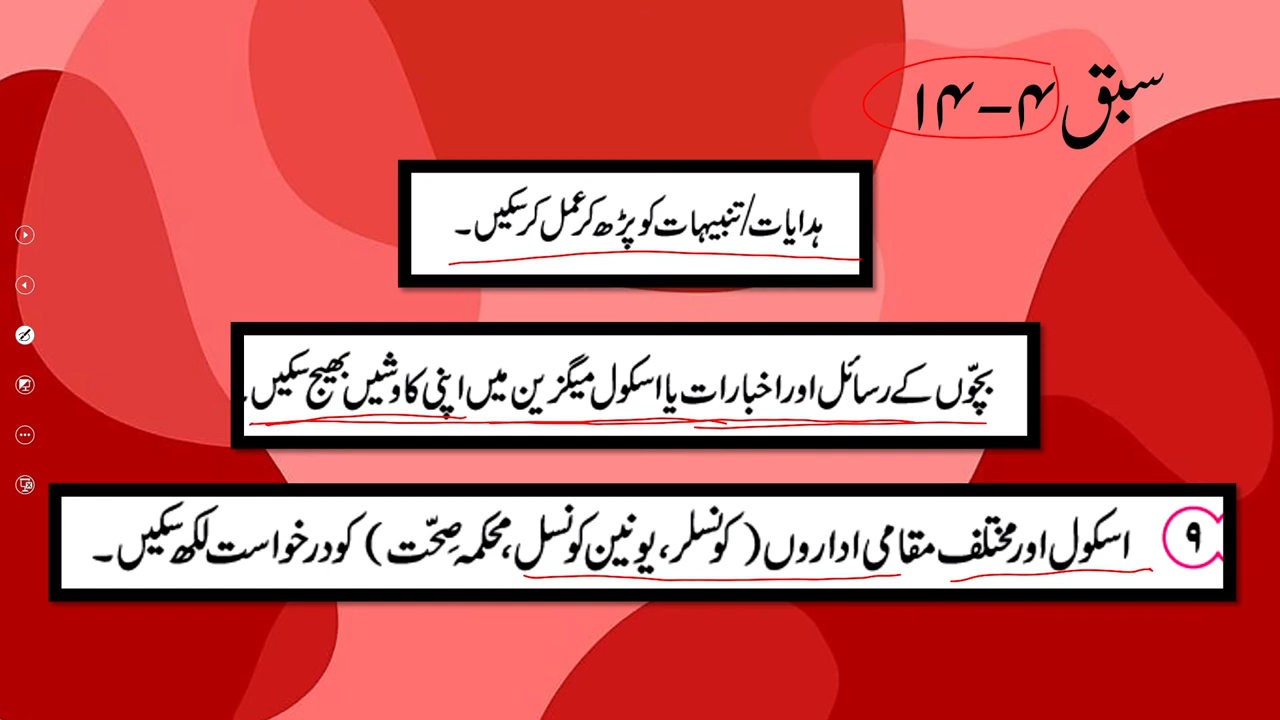 سبق ۴-۱۴
ہدایات/تنبیہات کو پڑھ کر عمل کر سکیں۔
بچّوں کے رسائل اور اخبارات یا اسکول میگزین میں اپنی کاوشیں بھیج سکیں۔
۹ اسکول اور مختلف مقامی اداروں (کونسلر، یونین کونسل، محکمہِ صِحّت) کو درخواست لکھ سکیں۔